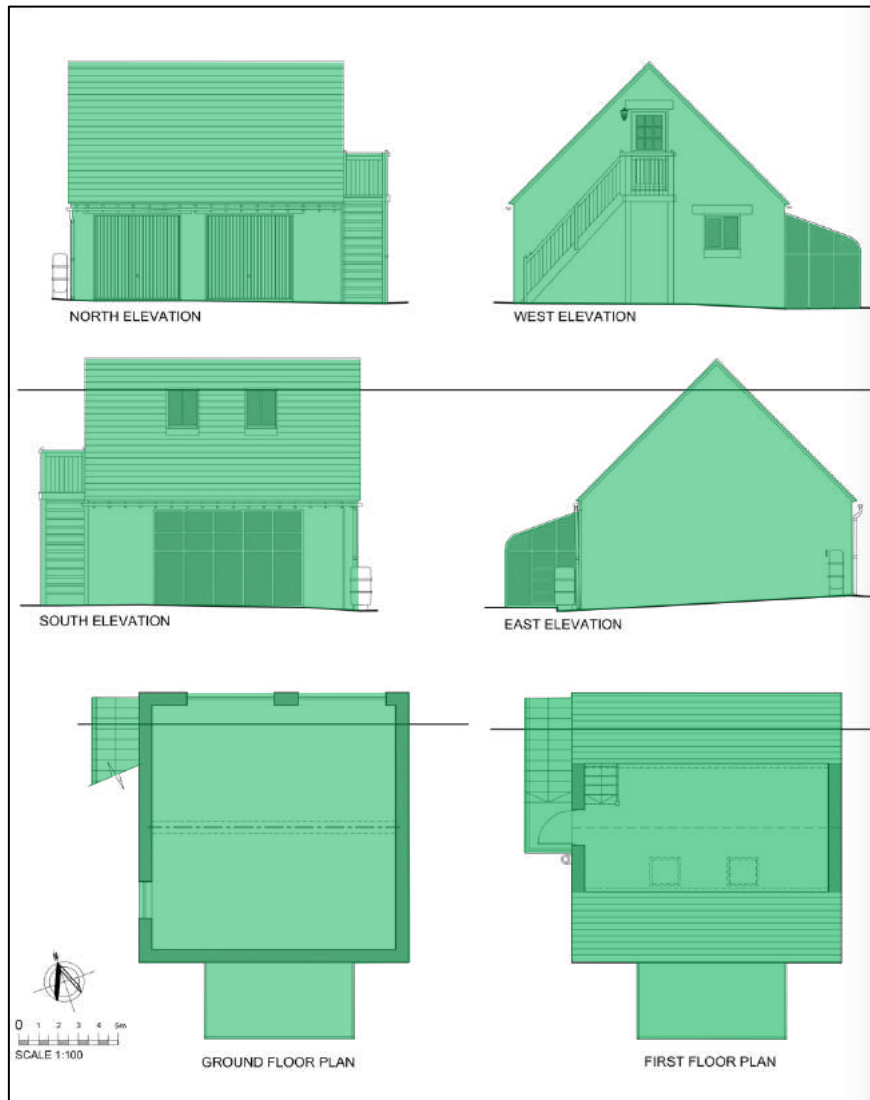 NORTH ELEVATION
WEST ELEVATION
SOUTH ELEVATION
EAST ELEVATION
N
0 1 2 3 4 5m
SCALE 1:100
GROUND FLOOR PLAN
FIRST FLOOR PLAN